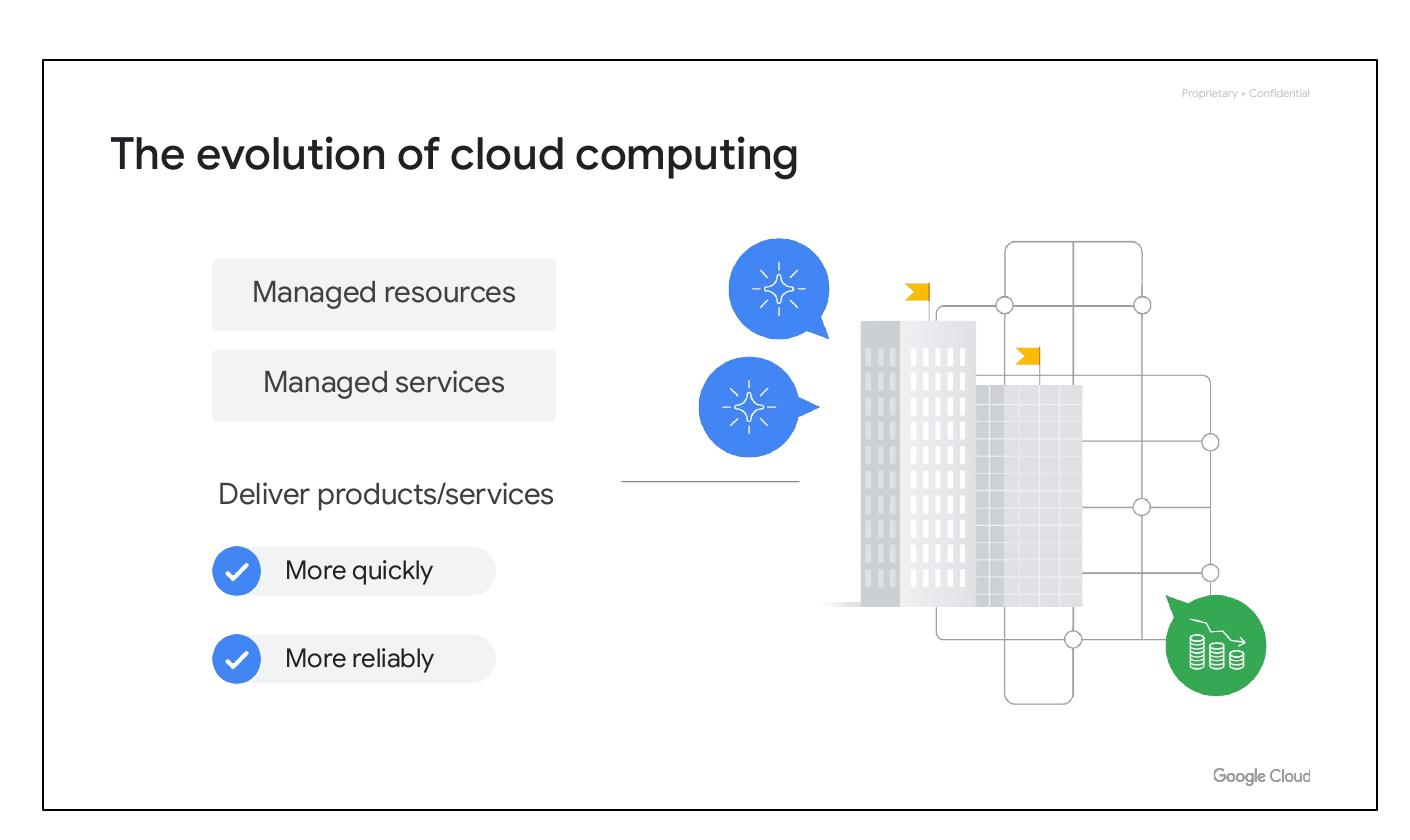 Proprietary + Confidential
The evolution of cloud computing
Managed resources
Managed services
Deliver products/services
More quickly
More reliably
Google Cloud